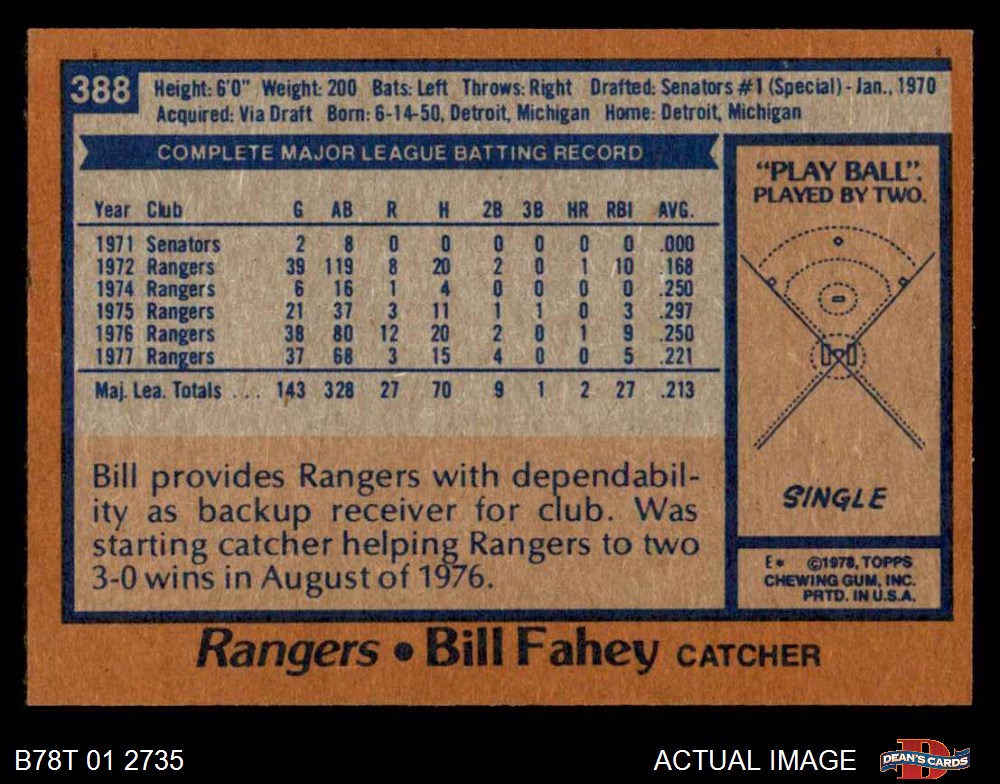 388
Height: 6'0" Weight: 200 Bats: Left Throws: Right Drafted: Senators #1 (Special) - Jan., 1970
Acquired: Via Draft Born: 6-14-50, Detroit, Michigan Home: Detroit, Michigan
COMPLETE MAJOR LEAGUE BATTING RECORD
Year Club G AB R H 2B 3B HR RBI AVG.
1971 Senators 2 8 0 0 0 0 0 0 .000
1972 Rangers 39 119 8 20 2 0 1 10 .168
1974 Rangers 6 16 1 4 0 0 0 0 .250
1975 Rangers 21 37 3 11 1 1 0 3 .297
1976 Rangers 38 80 12 20 2 0 1 9 .250
1977 Rangers 37 68 3 15 4 0 0 5 .221
Maj. Lea. Totals ... 143 328 27 70 9 1 2 27 .213
Bill provides Rangers with dependabil-
ity as backup receiver for club. Was
starting catcher helping Rangers to two
3-0 wins in August of 1976.
"PLAY BALL".
PLAYED BY TWO.
SINGLE
E* ©1978, TOPPS
CHEWING GUM, INC.
PRTD. IN U.S.A.
Rangers • Bill Fahey CATCHER
B78T 01 2735
ACTUAL IMAGE
DEAN'S CARDS